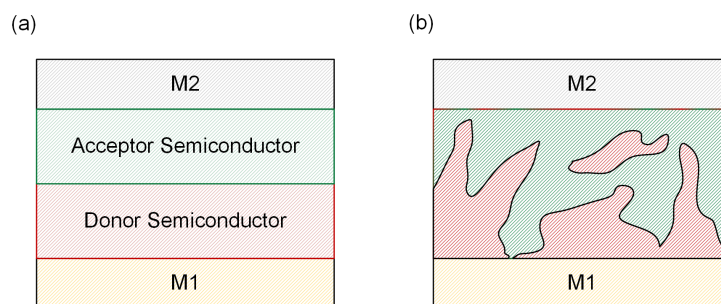 (a)
M2
Acceptor Semiconductor
Donor Semiconductor
M1
(b)
M2
M1